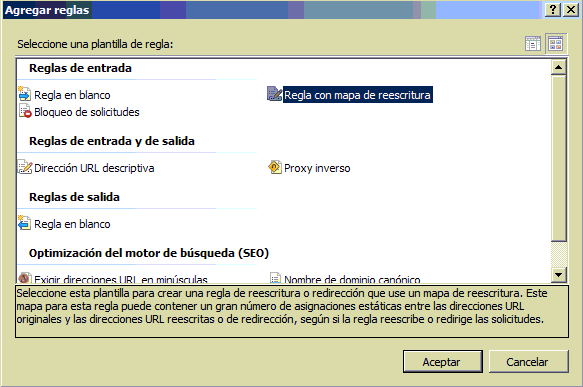 Agregar reglas
Seleccione una plantilla de regla:
Reglas de entrada
Regla en blanco
Regla con mapa de reescritura
Bloqueo de solicitudes
Reglas de entrada y de salida
Dirección URL descriptiva
Proxy inverso
Reglas de salida
Regla en blanco
Optimización del motor de búsqueda (SEO)
Exigir direcciones URL en minúsculas
Nombre de dominio canónico
Seleccione esta plantilla para crear una regla de reescritura o redirección que use un mapa de reescritura. Este
mapa para esta regla puede contener un gran número de asignaciones estáticas entre las direcciones URL
originales y las direcciones URL reescritas o de redirección, según si la regla reescribe o redirige las solicitudes.
Aceptar
Cancelar